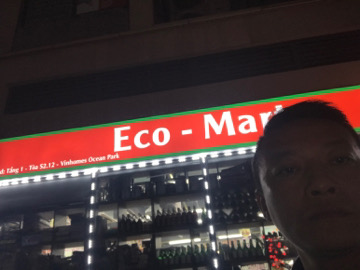 Eco - Mar
Tầng 1 - Tòa S2.12 - Vinhomes Ocean Park